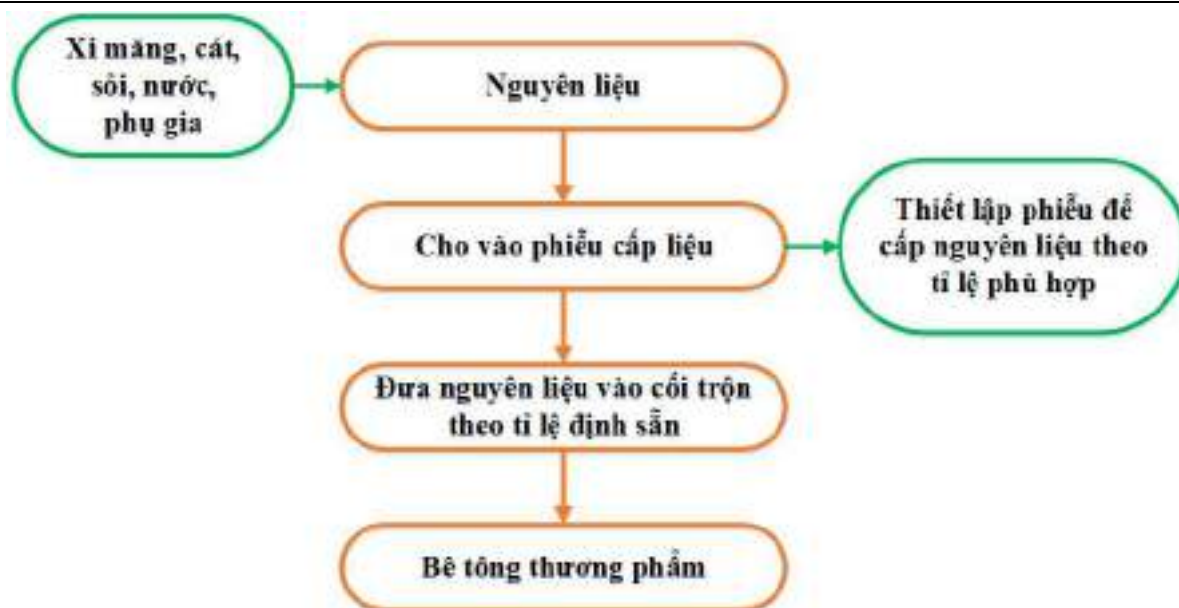 Xi măng, cát,
sỏi, nước,
phụ gia
Nguyên liệu
Cho vào phiễu cấp liệu
Thiết lập phiễu để
cấp nguyên liệu theo
tỉ lệ phù hợp
Đưa nguyên liệu vào cối trộn
theo tỉ lệ định sẵn
Bê tông thương phẩm